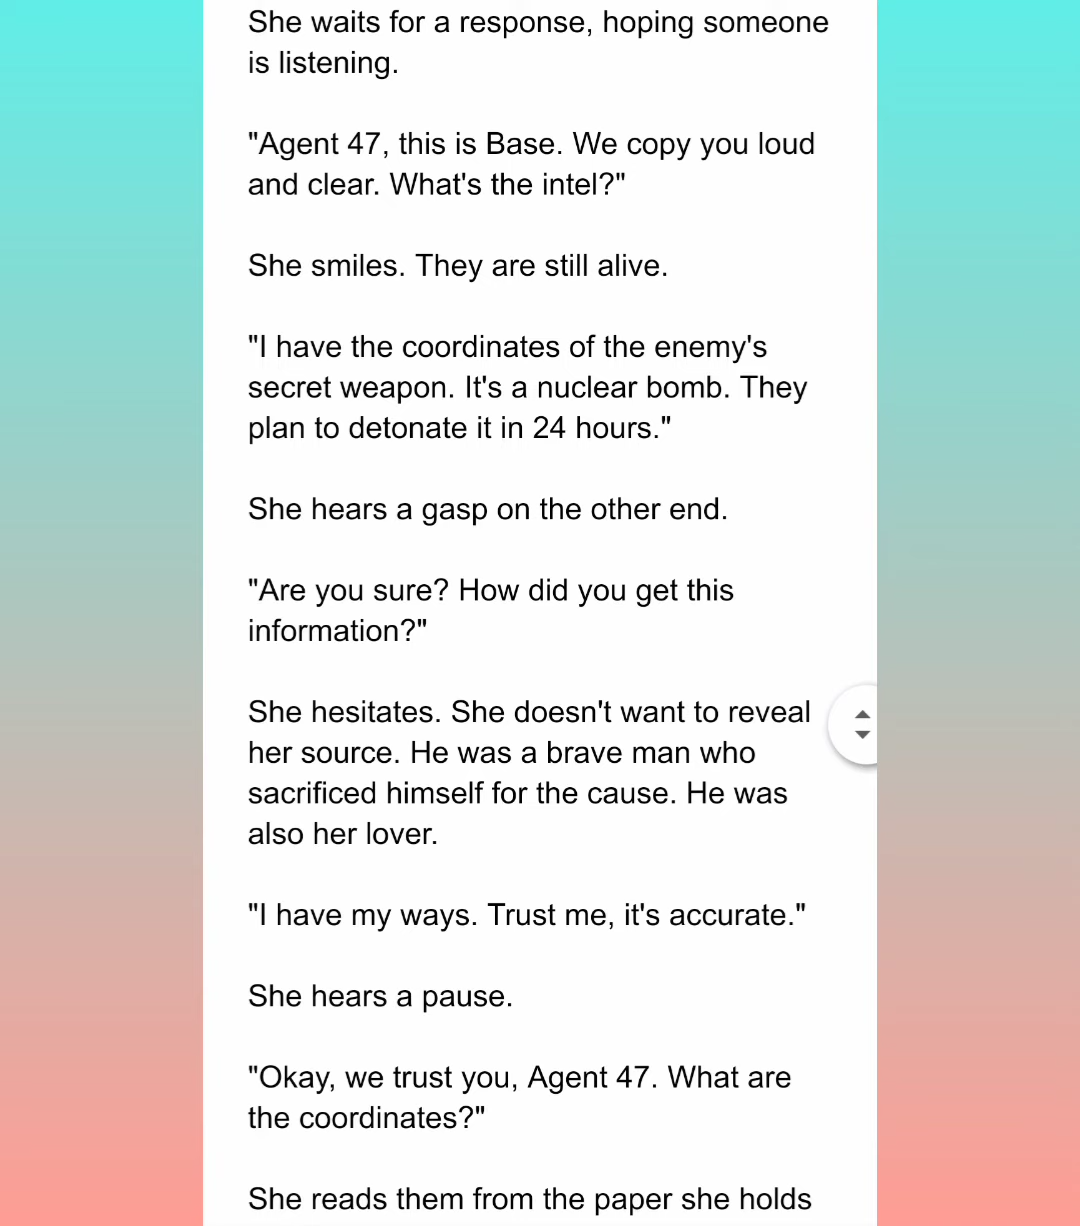 She waits for a response, hoping someone
is listening.
"Agent 47, this is Base. We copy you loud
and clear. What's the intel?"
She smiles. They are still alive.
"I have the coordinates of the enemy's
secret weapon. It's a nuclear bomb. They
plan to detonate it in 24 hours."
She hears a gasp on the other end.
"Are you sure? How did you get this
information?"
She hesitates. She doesn't want to reveal
her source. He was a brave man who
sacrificed himself for the cause. He was
also her lover.
"I have my ways. Trust me, it's accurate."
She hears a pause.
"Okay, we trust you, Agent 47. What are
the coordinates?"
She reads them from the paper she holds